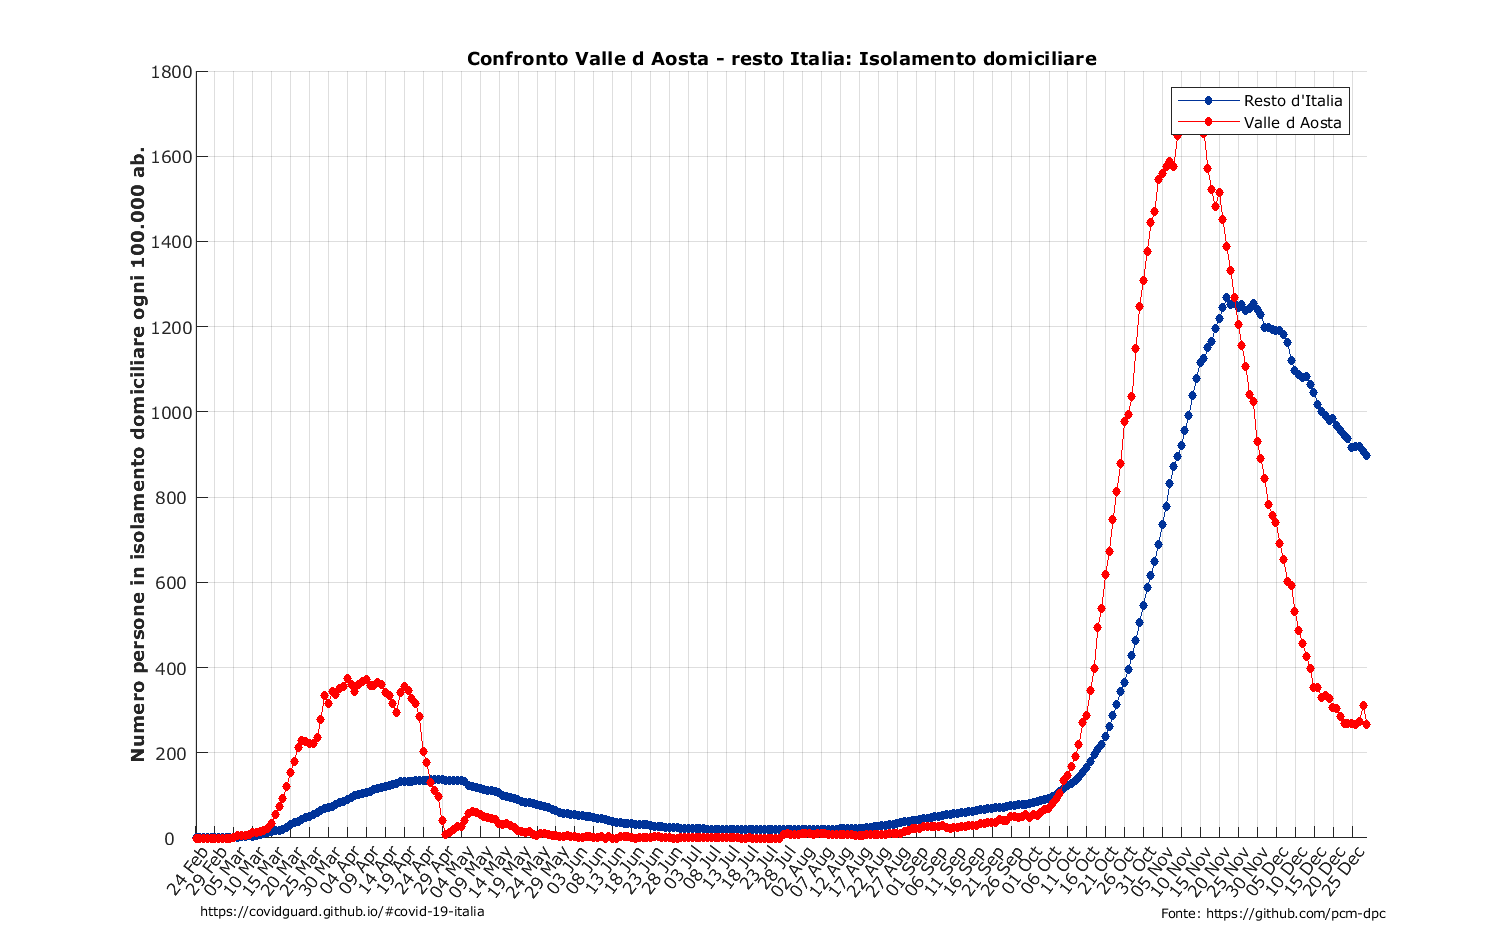 Confronto Valle d Aosta - resto Italia: Isolamento domiciliare
Numero persone in isolamento domiciliare ogni 100.000 ab.
1800
1600
1400
1200
1000
800
600
400
200
0
Resto d'Italia
Valle d Aosta
24 Feb
29 Feb
05 Mar
10 Mar
15 Mar
20 Mar
25 Mar
30 Mar
04 Apr
09 Apr
14 Apr
19 Apr
24 Apr
29 Apr
04 May
09 May
14 May
19 May
24 May
29 May
03 Jun
08 Jun
13 Jun
18 Jun
23 Jun
28 Jun
03 Jul
08 Jul
13 Jul
18 Jul
23 Jul
28 Jul
02 Aug
07 Aug
12 Aug
17 Aug
22 Aug
27 Aug
01 Sep
06 Sep
11 Sep
16 Sep
21 Sep
26 Sep
01 Oct
06 Oct
11 Oct
16 Oct
21 Oct
26 Oct
31 Oct
05 Nov
10 Nov
15 Nov
20 Nov
25 Nov
30 Nov
05 Dec
10 Dec
15 Dec
20 Dec
25 Dec
https://covidguard.github.io/#covid-19-italia
Fonte: https://github.com/pcm-dpc